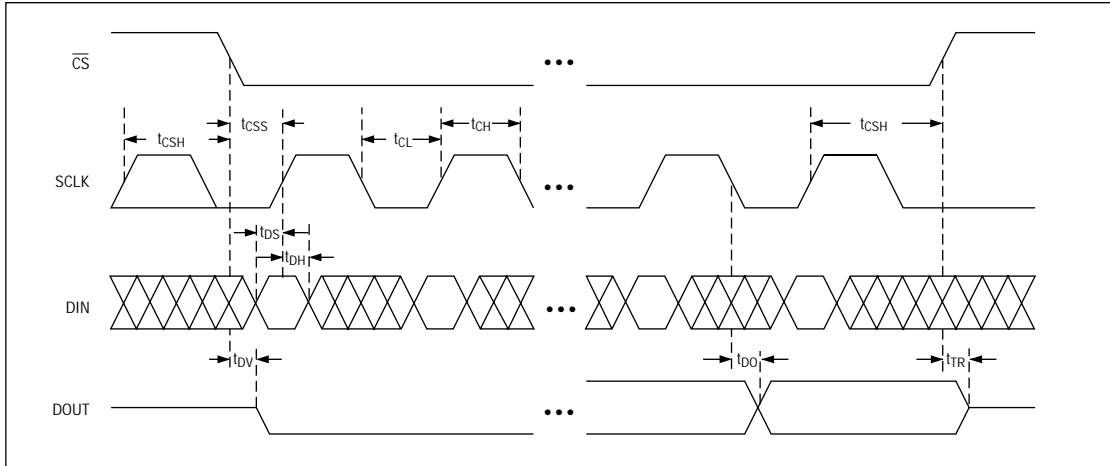 CS
•••
tCSH
tCSS
tCL
tCH
tCSH
SCLK
•••
tDS
tDH
DIN
•••
tDV
tDO
tTR
DOUT
•••